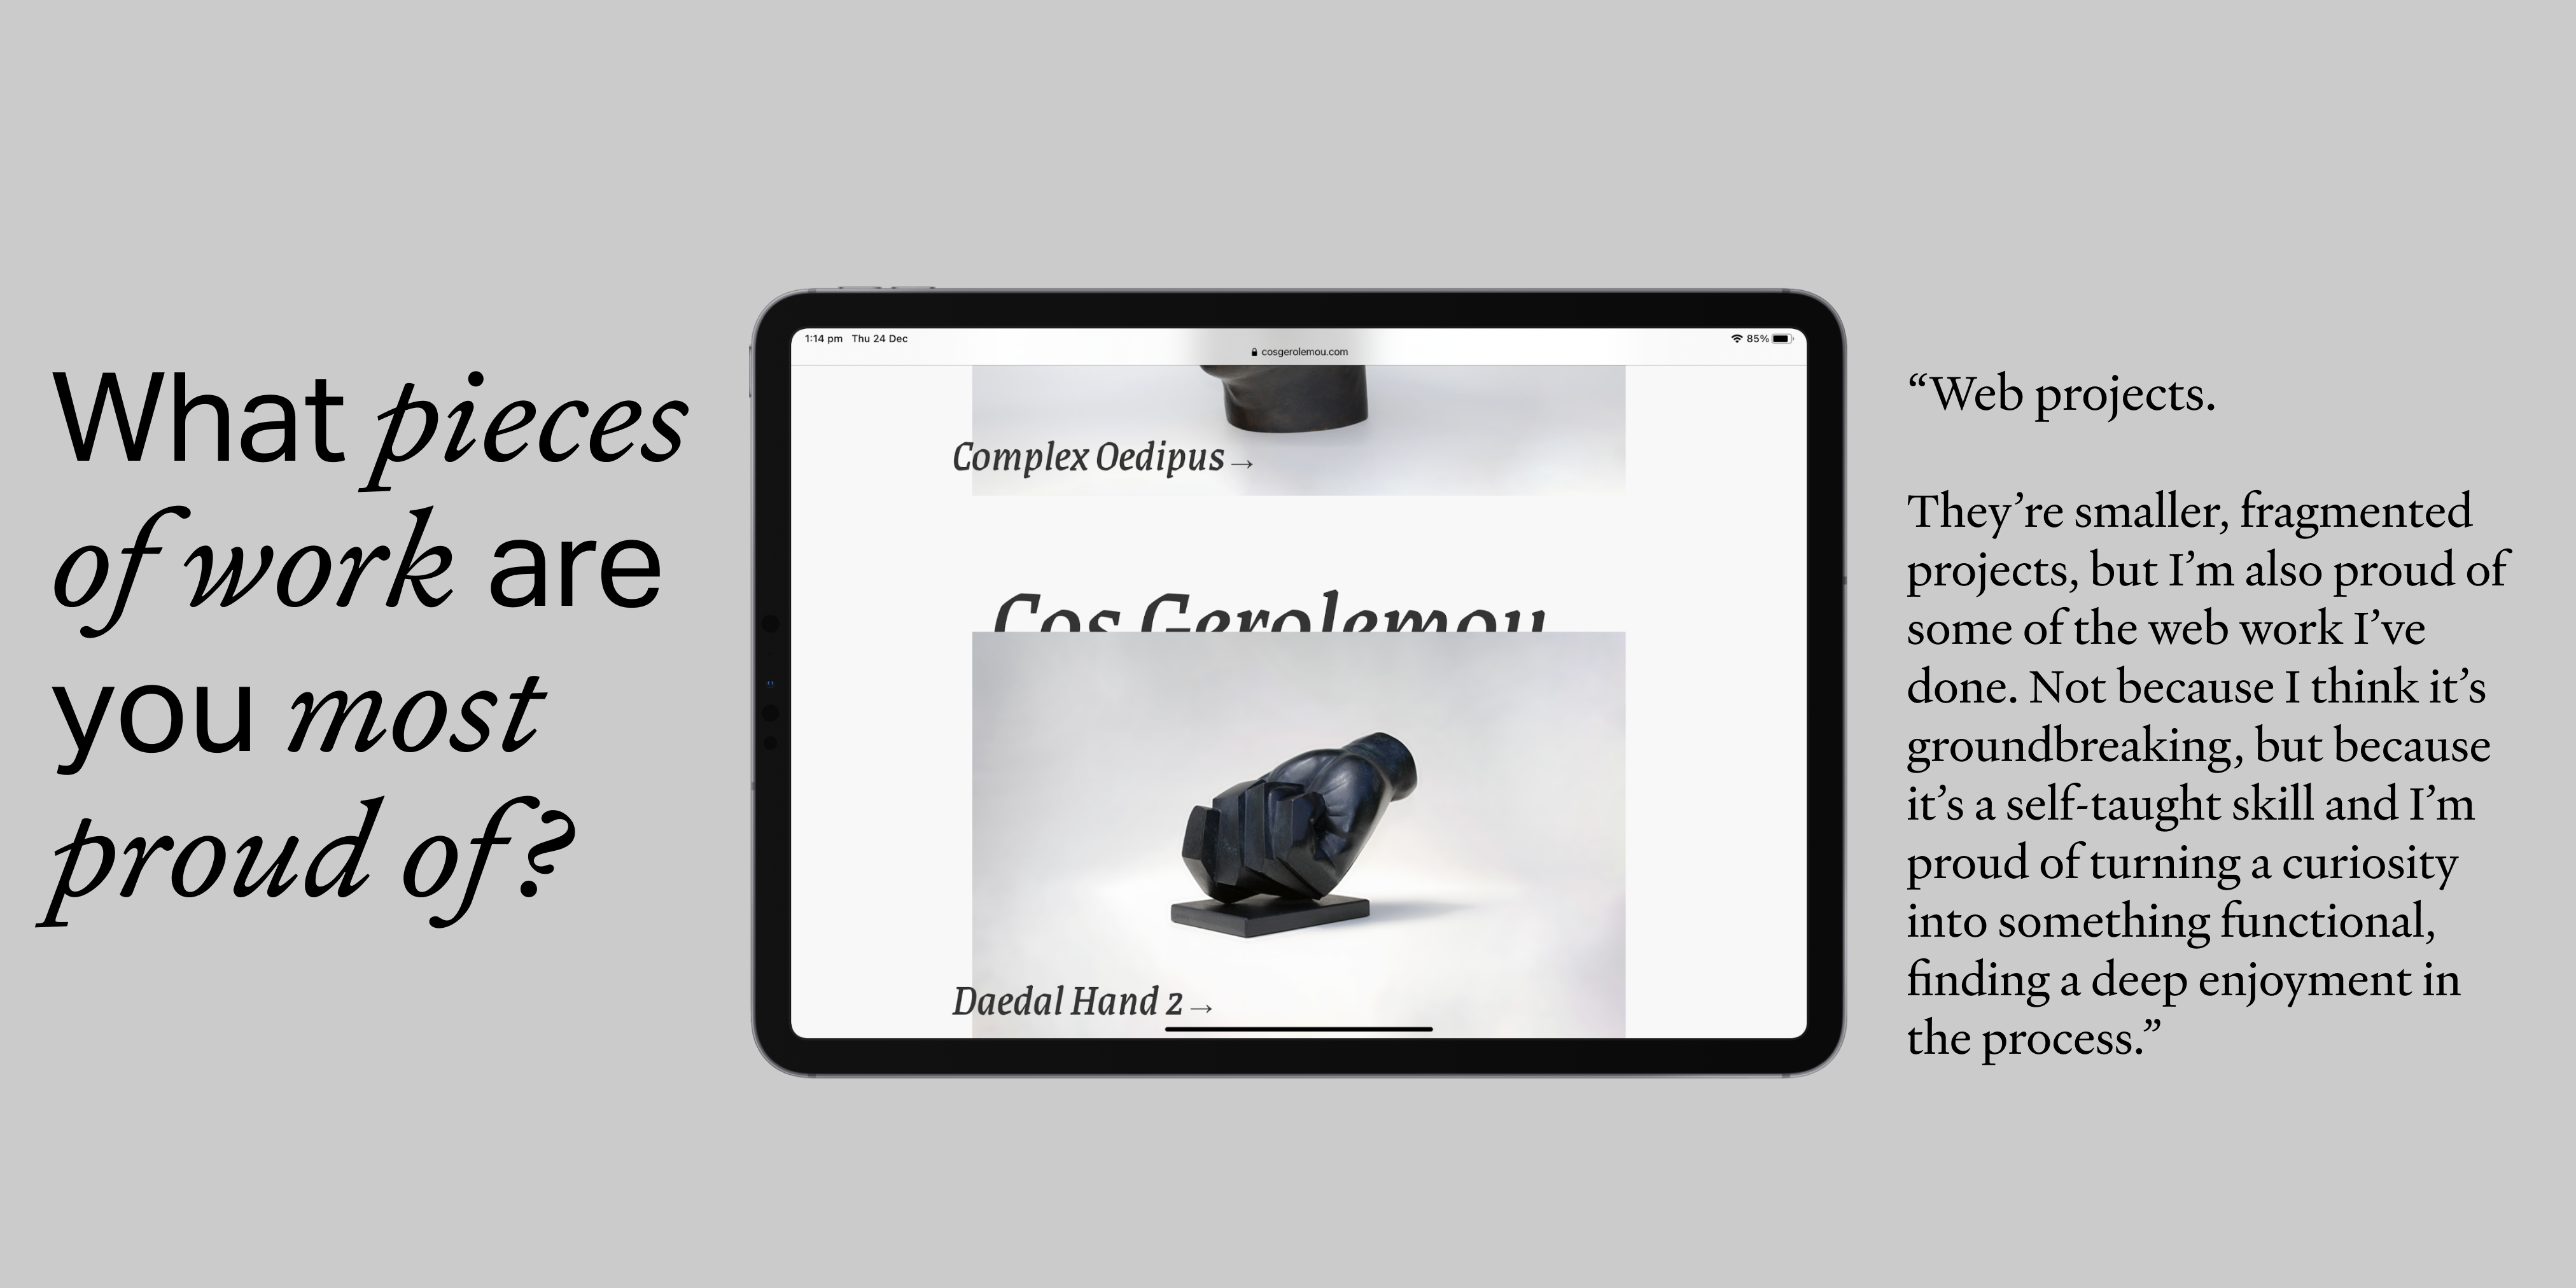 What pieces
of work are
you most
proud of?
1:14 pm Thu 24 Dec
85%
cosgerolemou.com
Complex Oedipus→
Cos Gerolemou
Daedal Hand 2→
“Web projects.
They’re smaller, fragmented
projects, but I’m also proud of
some of the web work I’ve
done. Not because I think it’s
groundbreaking, but because
it’s a self-taught skill and I’m
proud of turning a curiosity
into something functional,
finding a deep enjoyment in
the process.”